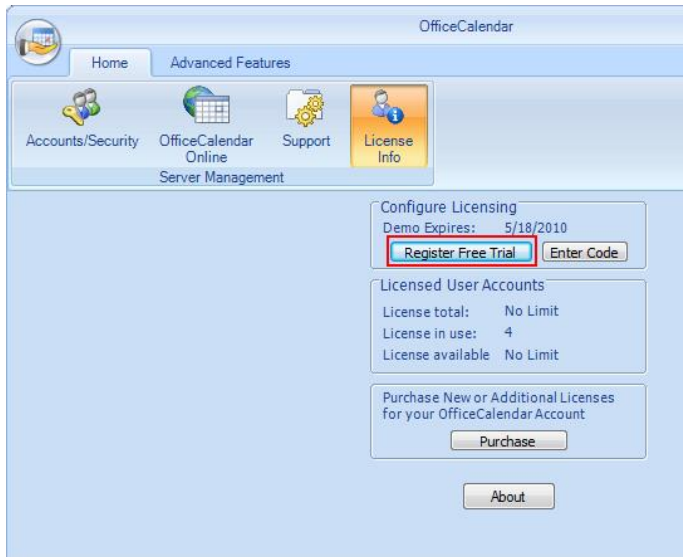 OfficeCalendar
Home
Advanced Features
Accounts/Security
OfficeCalendar
Online
Support
License
Info
Server Management
Configure Licensing
Demo Expires: 5/18/2010
Register Free Trial
Enter Code
Licensed User Accounts
License total: No Limit
License in use: 4
License available No Limit
Purchase New or Additional Licenses
for your OfficeCalendar Account
Purchase
About